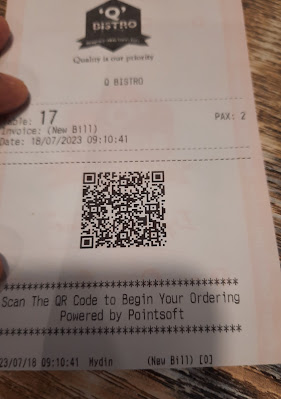 'Q'
BISTRO
Quality is our priority
Q BISTRO
ble: 17
PAX: 2
Invoice: (New Bill)
Date: 18/07/2023 09:10:41
************************************
Scan The QR Code to Begin Your Ordering
Powered by Pointsoft
************************************
23/07/18 09:10:41 Mydin (New Bill) [0]